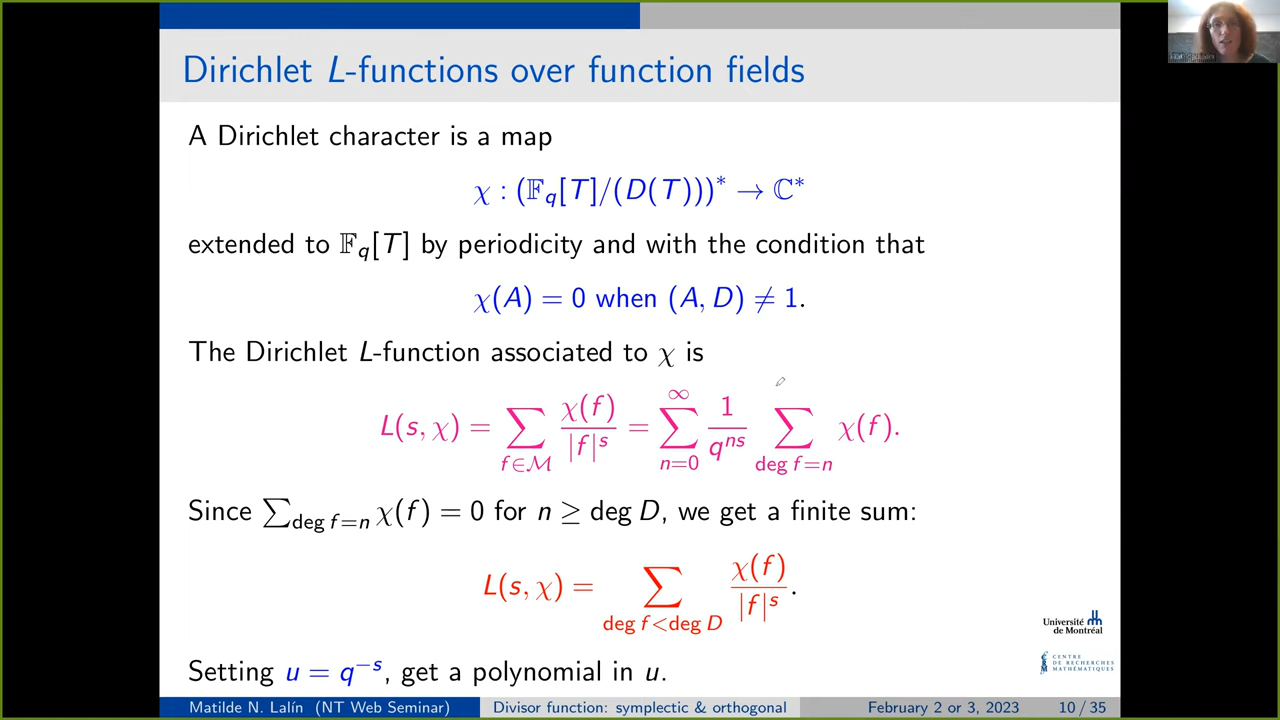 Dirichlet L-functions over function fields
A Dirichlet character is a map
χ : (𝔽_q[T]/(D(T)))* → ℂ*
extended to 𝔽_q[T] by periodicity and with the condition that
χ(A) = 0 when (A, D) ≠ 1.
The Dirichlet L-function associated to χ is
L(s, χ) = ∑_{f∈ℳ} χ(f)/|f|^s = ∑_{n=0}^{∞} 1/q^{ns} ∑_{deg f=n} χ(f).
Since ∑_{deg f=n} χ(f) = 0 for n ≥ deg D, we get a finite sum:
L(s, χ) = ∑_{deg f<deg D} χ(f)/|f|^s.
Université
de Montréal
CENTRE
DE RECHERCHES
MATHÉMATIQUES
Setting u = q^{−s}, get a polynomial in u.
Matilde N. Lalín (NT Web Seminar) Divisor function: symplectic & orthogonal February 2 or 3, 2023 10 / 35